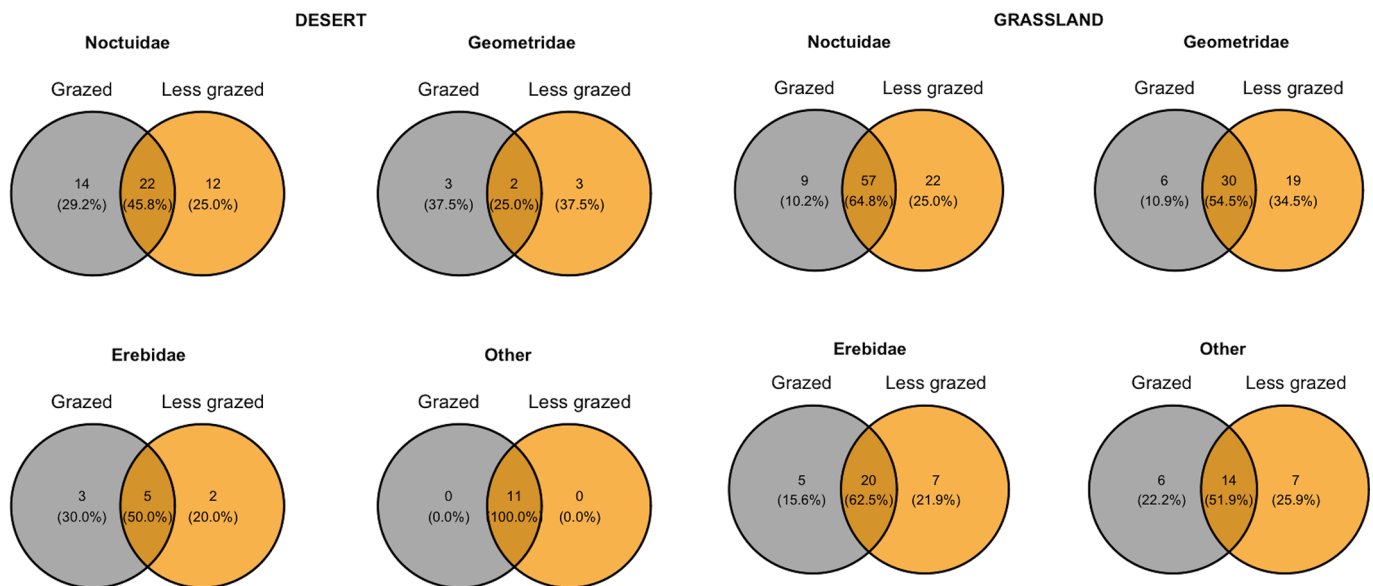 DESERT
Noctuidae
Grazed
Less grazed
14
(29.2%)
22
(45.8%)
12
(25.0%)
Geometridae
Grazed
Less grazed
3
(37.5%)
2
(25.0%)
3
(37.5%)
Erebidae
Grazed
Less grazed
3
(30.0%)
5
(50.0%)
2
(20.0%)
Other
Grazed
Less grazed
0
(0.0%)
11
(100.0%)
0
(0.0%)
GRASSLAND
Noctuidae
Grazed
Less grazed
9
(10.2%)
57
(64.8%)
22
(25.0%)
Geometridae
Grazed
Less grazed
6
(10.9%)
30
(54.5%)
19
(34.5%)
Erebidae
Grazed
Less grazed
5
(15.6%)
20
(62.5%)
7
(21.9%)
Other
Grazed
Less grazed
6
(22.2%)
14
(51.9%)
7
(25.9%)